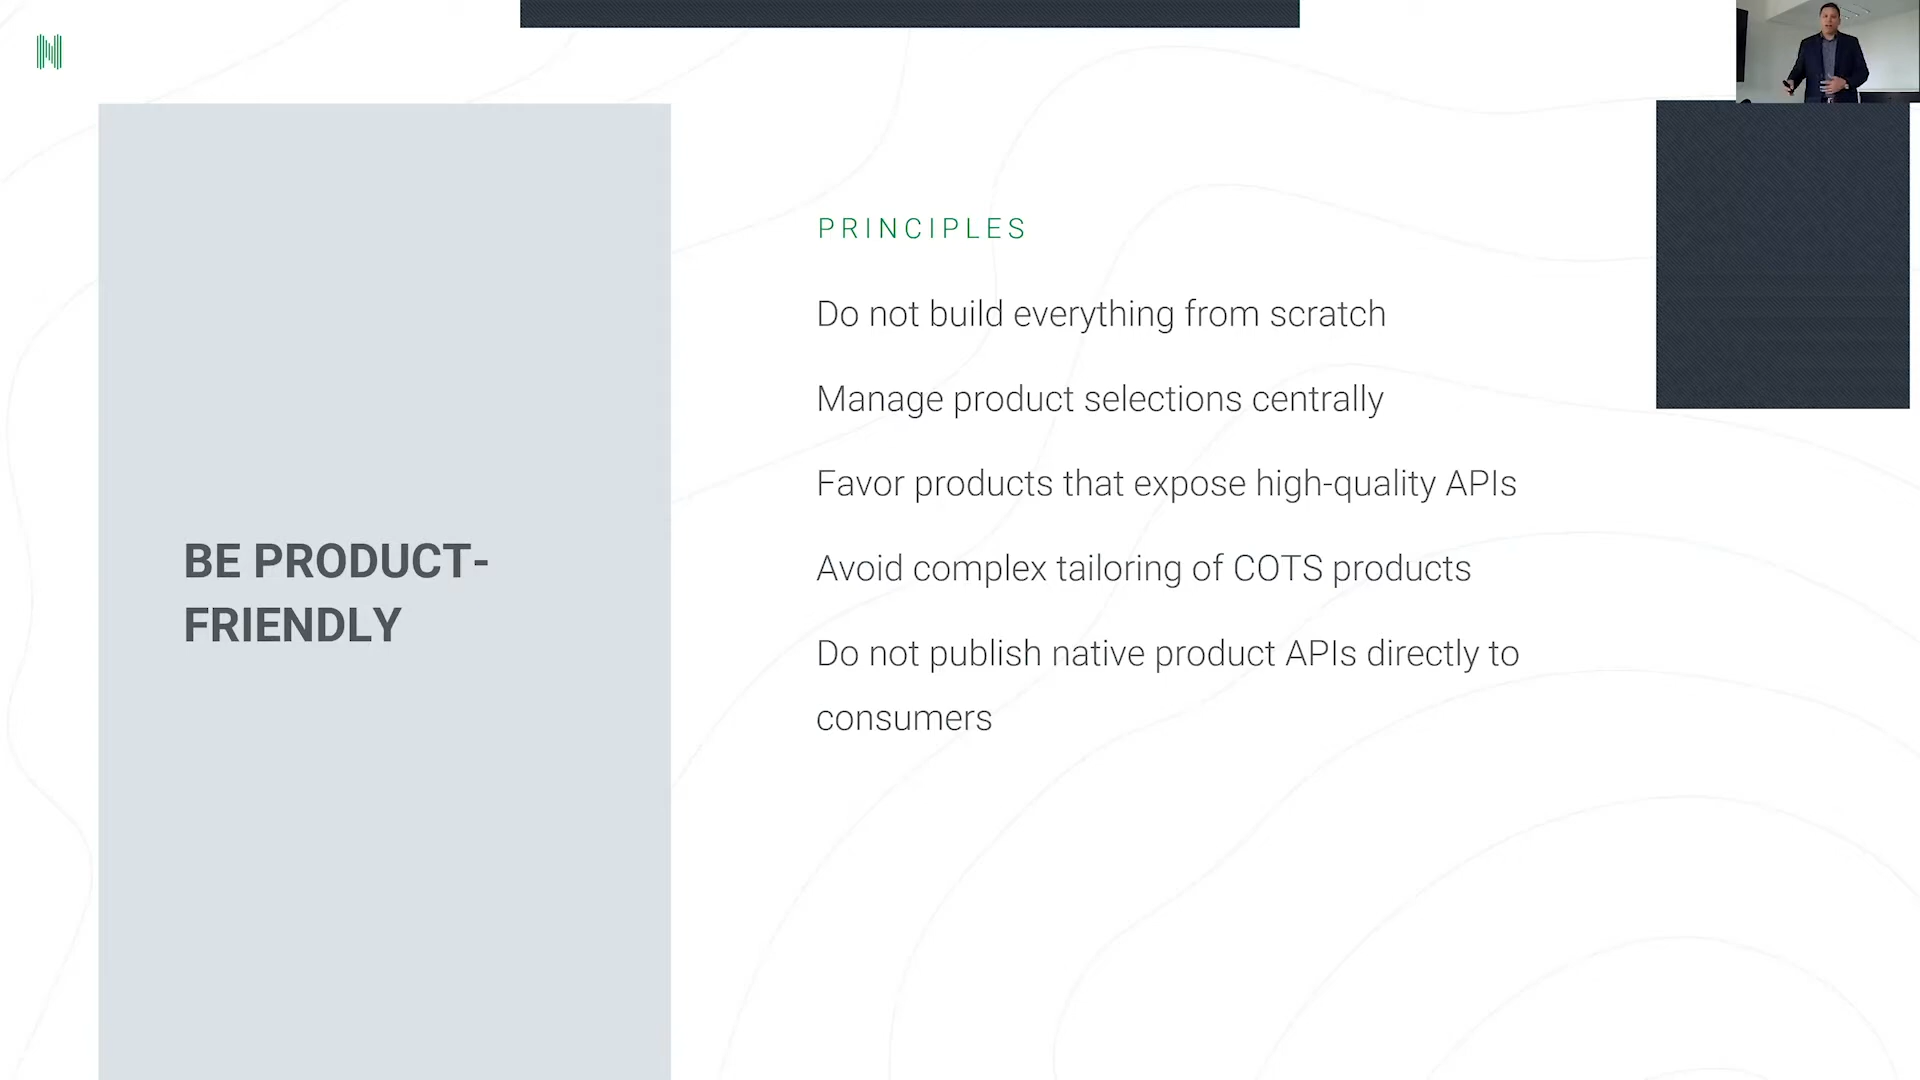 BE PRODUCT-
FRIENDLY
PRINCIPLES
Do not build everything from scratch
Manage product selections centrally
Favor products that expose high-quality APIs
Avoid complex tailoring of COTS products
Do not publish native product APIs directly to
consumers